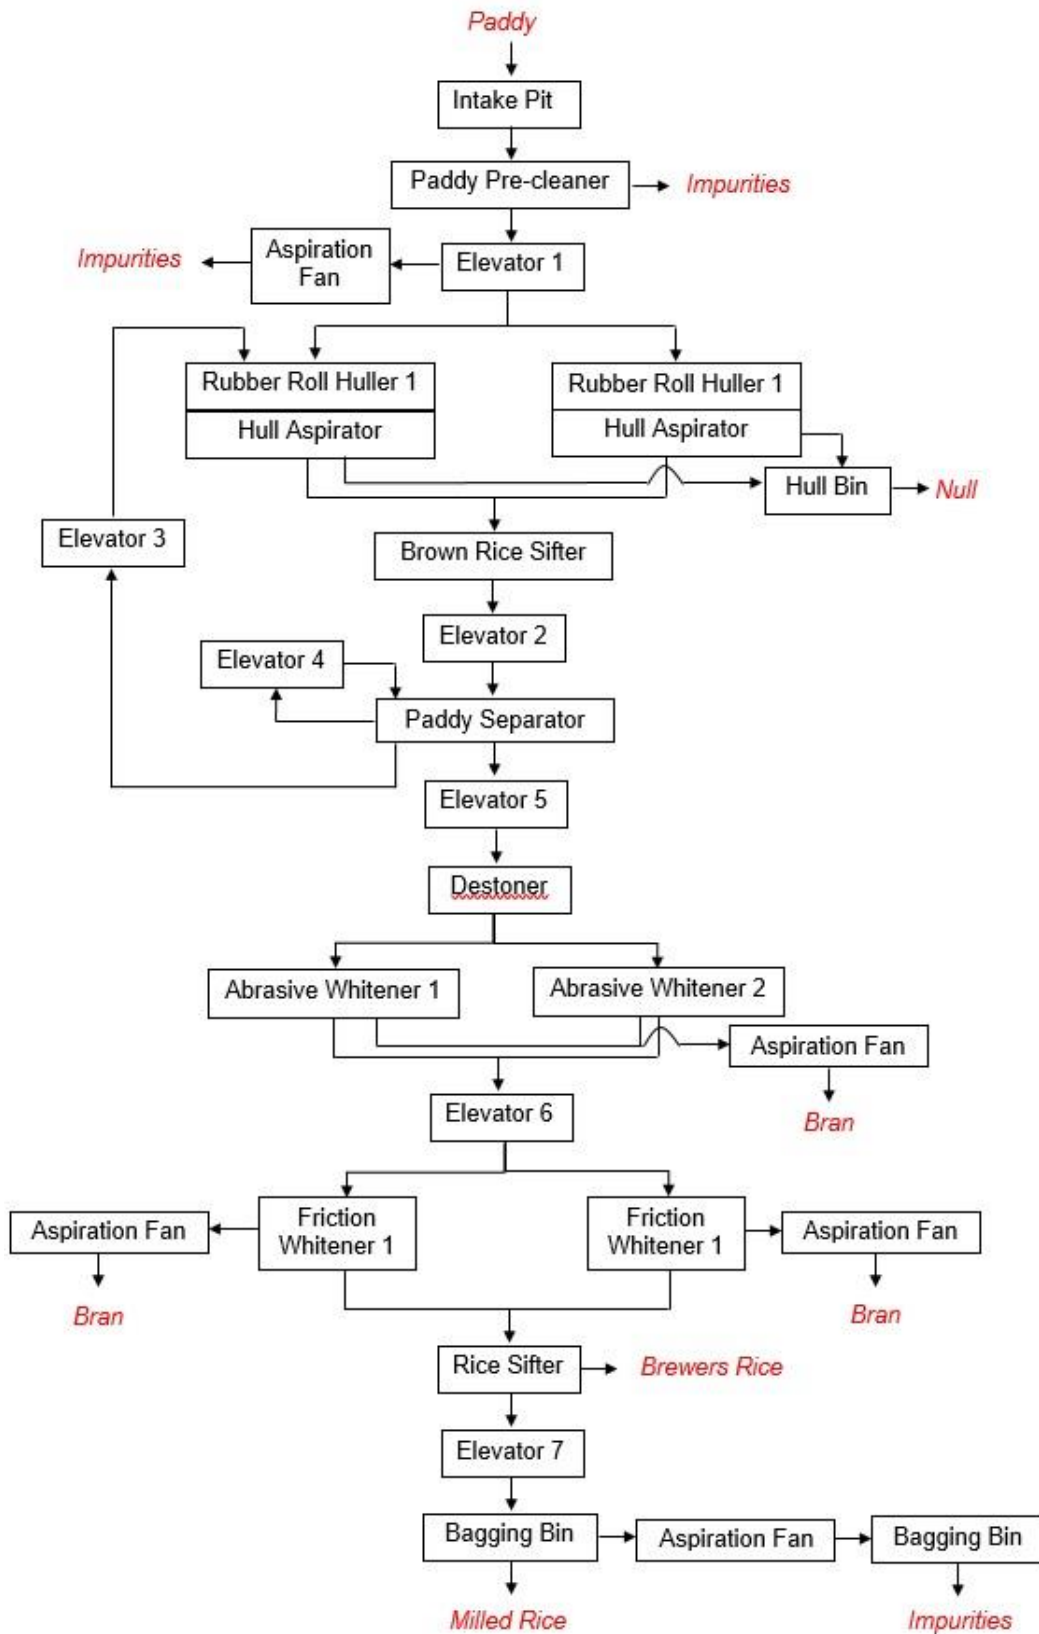 Paddy
Intake Pit
Paddy Pre-cleaner
Impurities
Impurities
Aspiration
Fan
Elevator 1
Rubber Roll Huller 1
Hull Aspirator
Rubber Roll Huller 1
Hull Aspirator
Hull Bin
Null
Elevator 3
Brown Rice Sifter
Elevator 2
Elevator 4
Paddy Separator
Elevator 5
Destoner
Abrasive Whitener 1
Abrasive Whitener 2
Aspiration Fan
Bran
Elevator 6
Aspiration Fan
Friction
Whitener 1
Friction
Whitener 1
Aspiration Fan
Bran
Bran
Rice Sifter
Brewers Rice
Elevator 7
Bagging Bin
Aspiration Fan
Bagging Bin
Milled Rice
Impurities